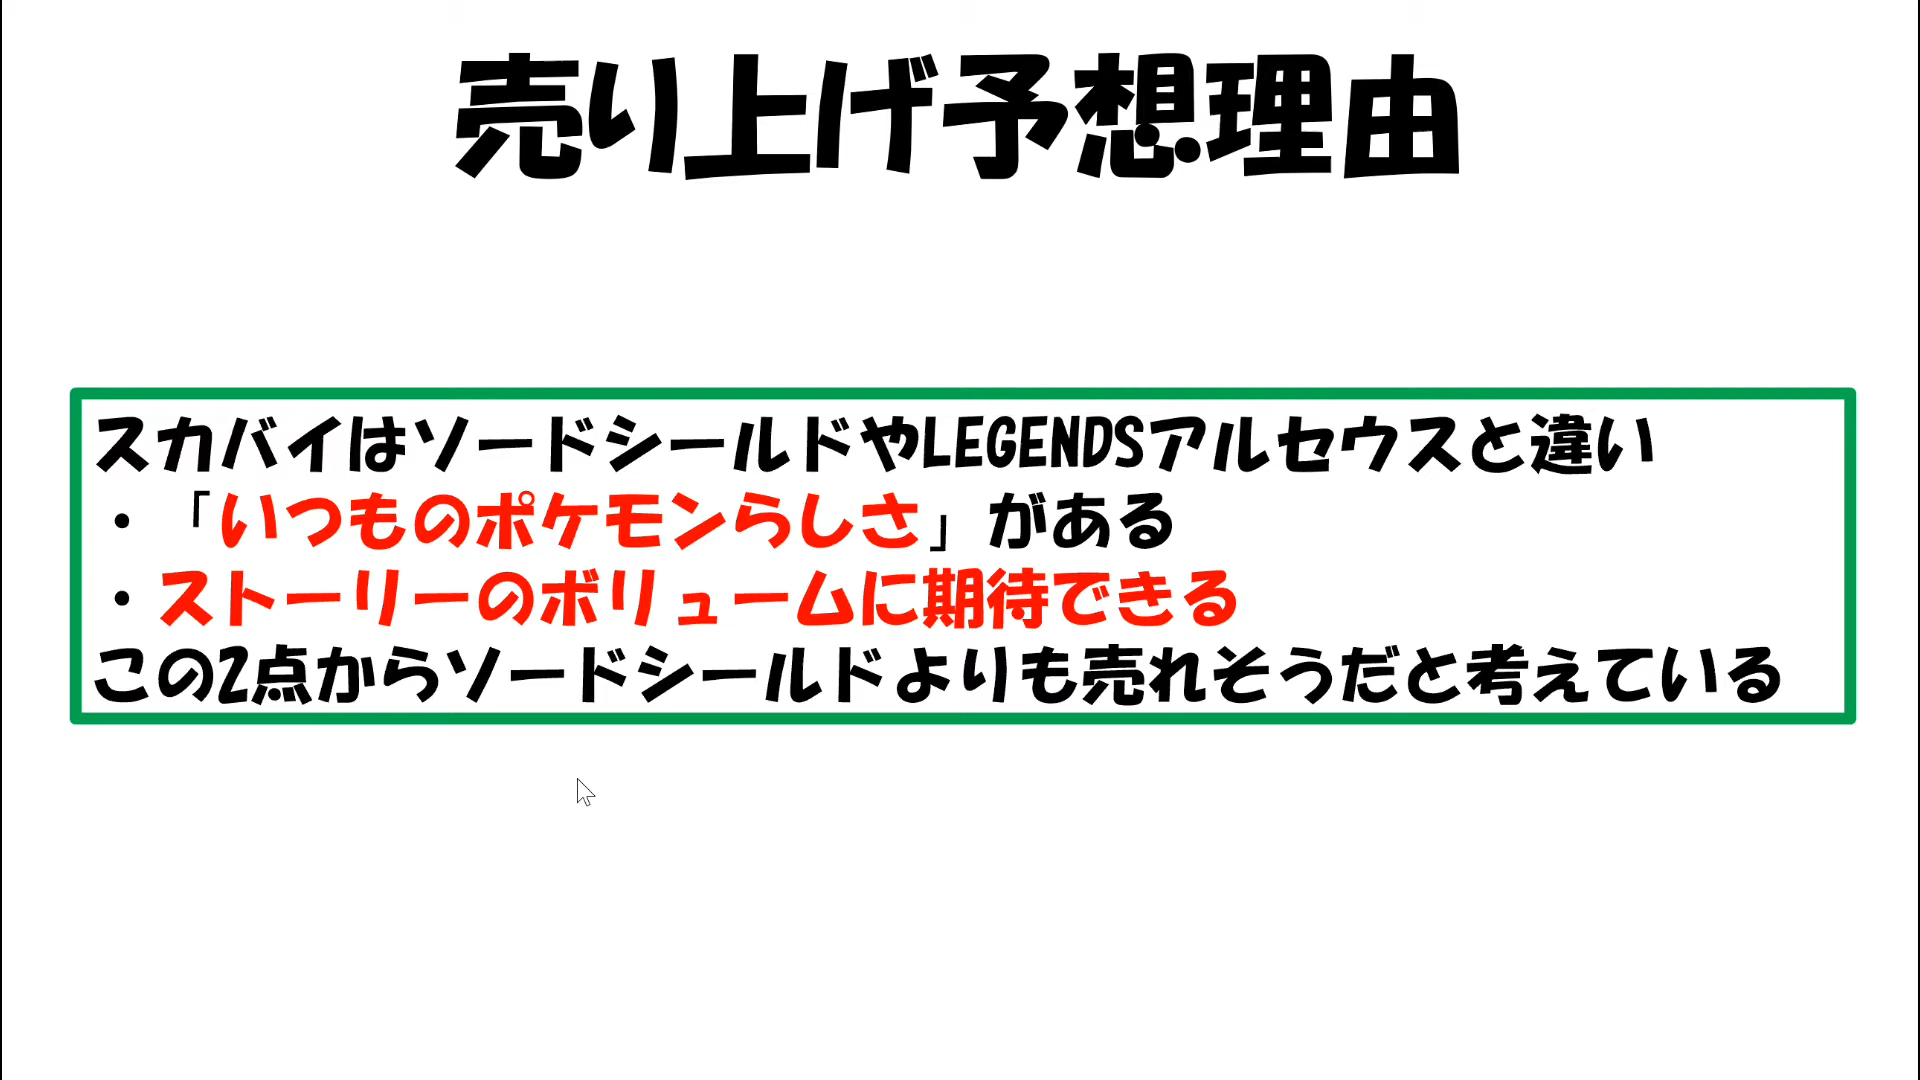 売り上げ予想理由
スカバイはソードシールドやLEGENDSアルセウスと違い
・「いつものポケモンらしさ」がある
・ストーリーのボリュームに期待できる
この2点からソードシールドよりも売れそうだと考えている